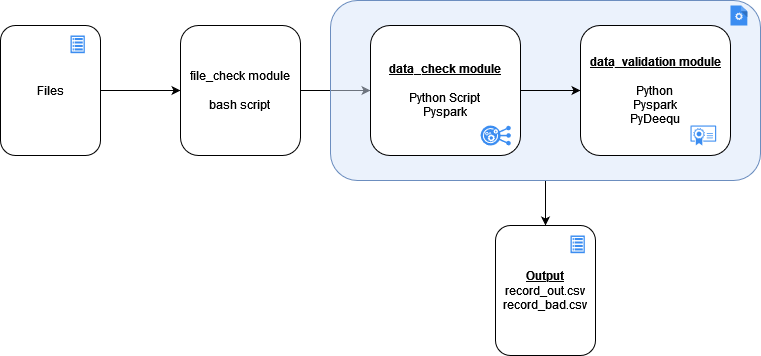 Files
file_check module
bash script
data_check module
Python Script
Pyspark
data_validation module
Python
Pyspark
PyDeequ
Output
record_out.csv
record_bad.csv